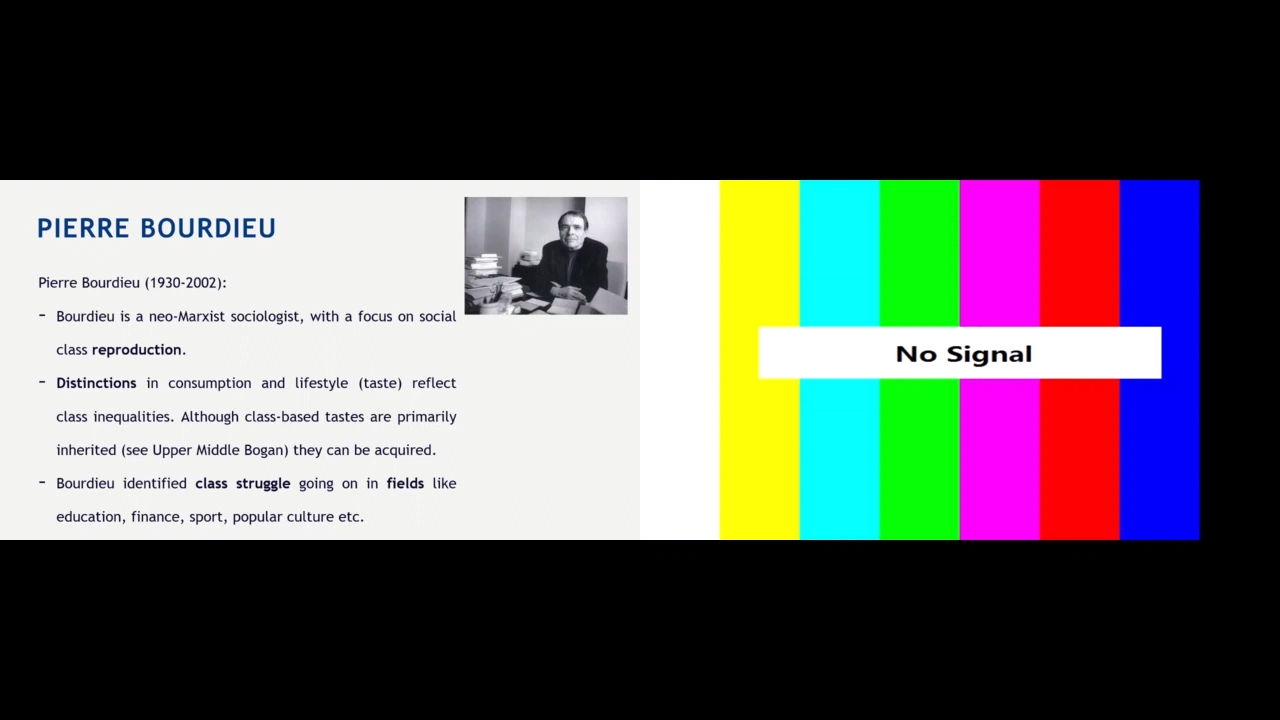 PIERRE BOURDIEU
Pierre Bourdieu (1930-2002):
- Bourdieu is a neo-Marxist sociologist, with a focus on social
class reproduction.
- Distinctions in consumption and lifestyle (taste) reflect
class inequalities. Although class-based tastes are primarily
inherited (see Upper Middle Bogan) they can be acquired.
- Bourdieu identified class struggle going on in fields like
education, finance, sport, popular culture etc.
No Signal